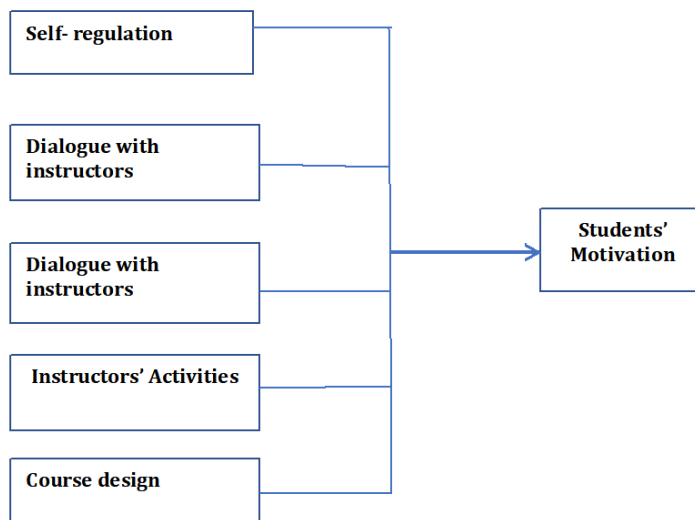 Self- regulation
Dialogue with
instructors
Dialogue with
instructors
Instructors’ Activities
Course design
Students’
Motivation